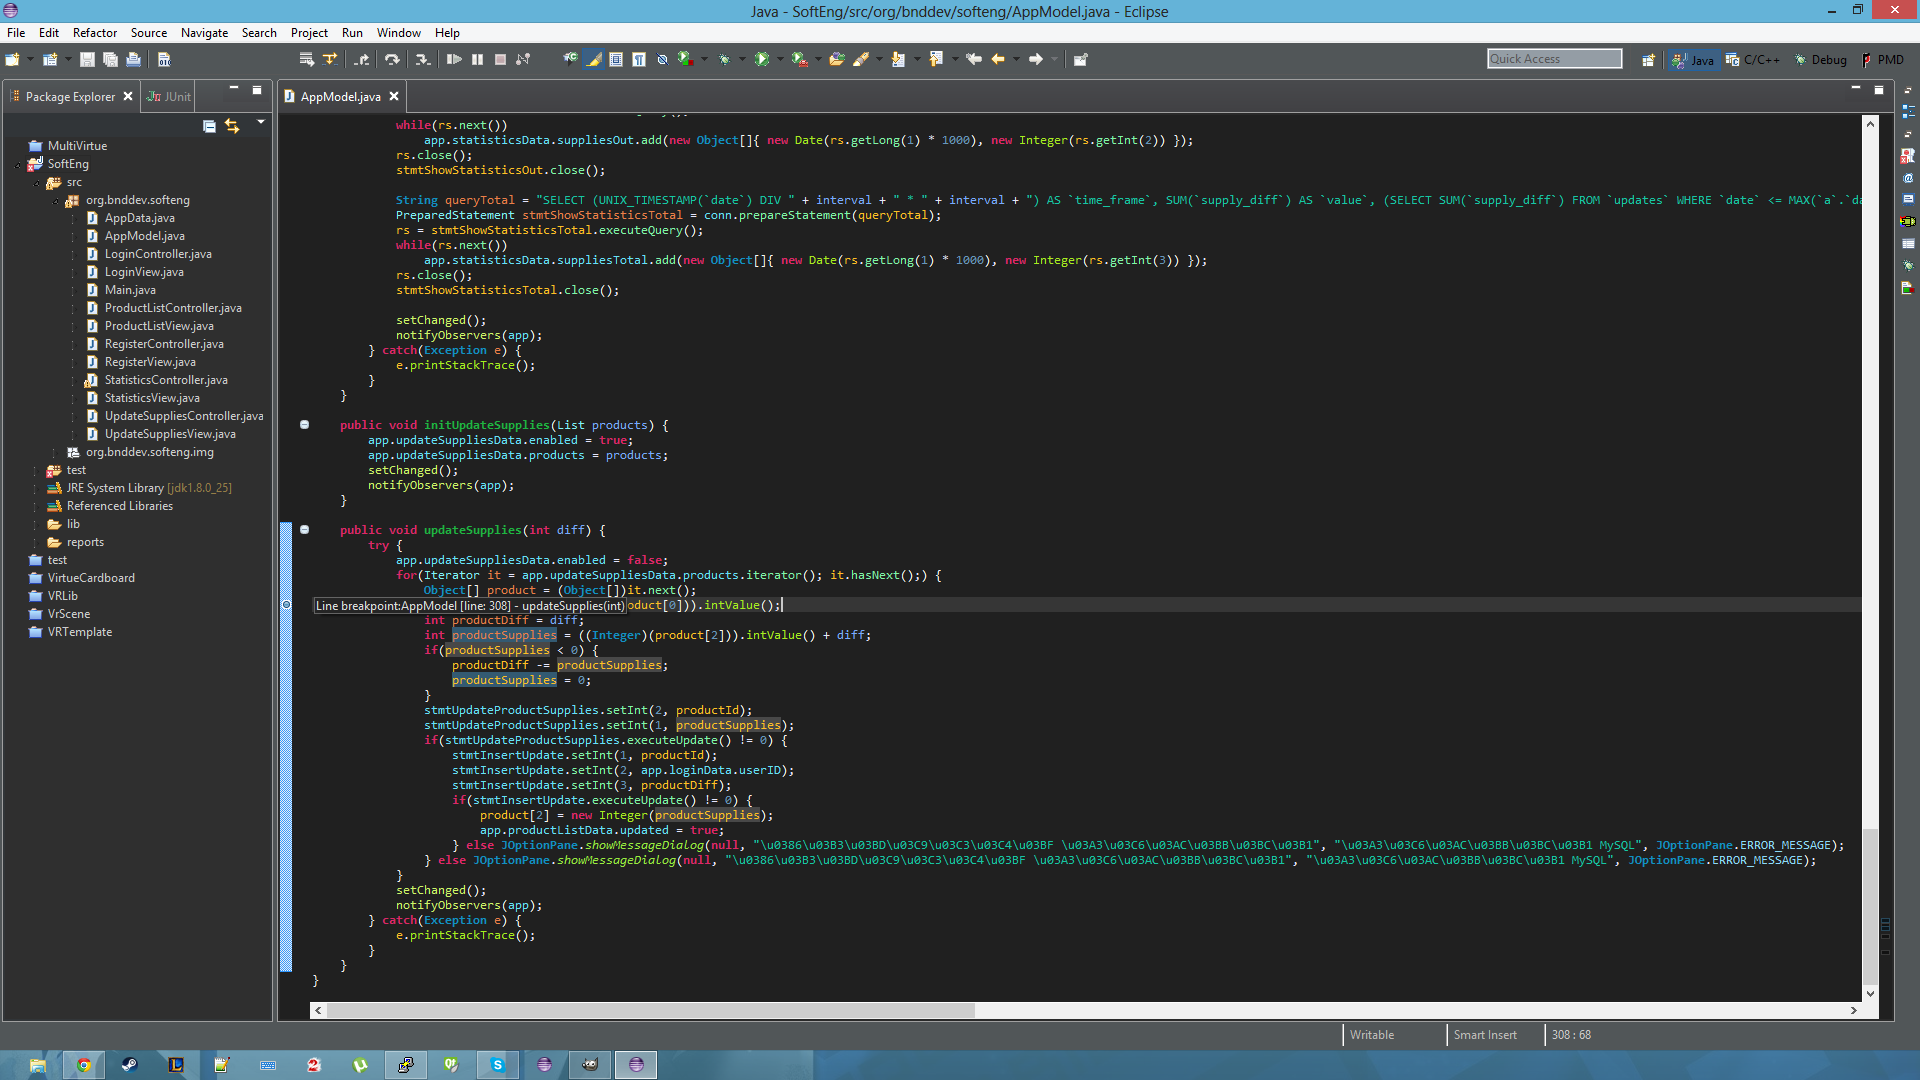 Java - SoftEng/src/org/bnddev/softeng/AppModel.java - Eclipse
File Edit Refactor Source Navigate Search Project Run Window Help
Quick Access
Java
C/C++
Debug
PMD
Package Explorer
JUnit
AppModel.java
MultiVirtue
SoftEng
src
org.bnddev.softeng
AppData.java
AppModel.java
LoginController.java
LoginView.java
Main.java
ProductListController.java
ProductListView.java
RegisterController.java
RegisterView.java
StatisticsController.java
StatisticsView.java
UpdateSuppliesController.java
UpdateSuppliesView.java
org.bnddev.softeng.img
test
JRE System Library [jdk1.8.0_25]
Referenced Libraries
lib
reports
test
VirtueCardboard
VRLib
VrScene
VRTemplate
while(rs.next())
app.statisticsData.suppliesOut.add(new Object[]{ new Date(rs.getLong(1) * 1000), new Integer(rs.getInt(2)) });
rs.close();
stmtShowStatisticsOut.close();
String queryTotal = "SELECT (UNIX_TIMESTAMP(`date`) DIV " + interval + " * " + interval + ") AS `time_frame`, SUM(`supply_diff`) AS `value`, (SELECT SUM(`supply_diff`) FROM `updates` WHERE `date` <= MAX(`a`.`da
PreparedStatement stmtShowStatisticsTotal = conn.prepareStatement(queryTotal);
rs = stmtShowStatisticsTotal.executeQuery();
while(rs.next())
app.statisticsData.suppliesTotal.add(new Object[]{ new Date(rs.getLong(1) * 1000), new Integer(rs.getInt(3)) });
rs.close();
stmtShowStatisticsTotal.close();
setChanged();
notifyObservers(app);
} catch(Exception e) {
e.printStackTrace();
}
}
public void initUpdateSupplies(List products) {
app.updateSuppliesData.enabled = true;
app.updateSuppliesData.products = products;
setChanged();
notifyObservers(app);
}
public void updateSupplies(int diff) {
try {
app.updateSuppliesData.enabled = false;
for(Iterator it = app.updateSuppliesData.products.iterator(); it.hasNext();) {
Object[] product = (Object[])it.next();
Line breakpoint:AppModel [line: 308] - updateSupplies(int) oduct[0])).intValue();
int productDiff = diff;
int productSupplies = ((Integer)(product[2])).intValue() + diff;
if(productSupplies < 0) {
productDiff -= productSupplies;
productSupplies = 0;
}
stmtUpdateProductSupplies.setInt(2, productId);
stmtUpdateProductSupplies.setInt(1, productSupplies);
if(stmtUpdateProductSupplies.executeUpdate() != 0) {
stmtInsertUpdate.setInt(1, productId);
stmtInsertUpdate.setInt(2, app.loginData.userID);
stmtInsertUpdate.setInt(3, productDiff);
if(stmtInsertUpdate.executeUpdate() != 0) {
product[2] = new Integer(productSupplies);
app.productListData.updated = true;
} else JOptionPane.showMessageDialog(null, "\u0386\u03B3\u03BD\u03C9\u03C3\u03C4\u03BF \u03A3\u03C6\u03AC\u03BB\u03BC\u03B1", "\u03A3\u03C6\u03AC\u03BB\u03BC\u03B1 MySQL", JOptionPane.ERROR_MESSAGE);
} else JOptionPane.showMessageDialog(null, "\u0386\u03B3\u03BD\u03C9\u03C3\u03C4\u03BF \u03A3\u03C6\u03AC\u03BB\u03BC\u03B1", "\u03A3\u03C6\u03AC\u03BB\u03BC\u03B1 MySQL", JOptionPane.ERROR_MESSAGE);
}
setChanged();
notifyObservers(app);
} catch(Exception e) {
e.printStackTrace();
}
}
}
Writable
Smart Insert
308 : 68